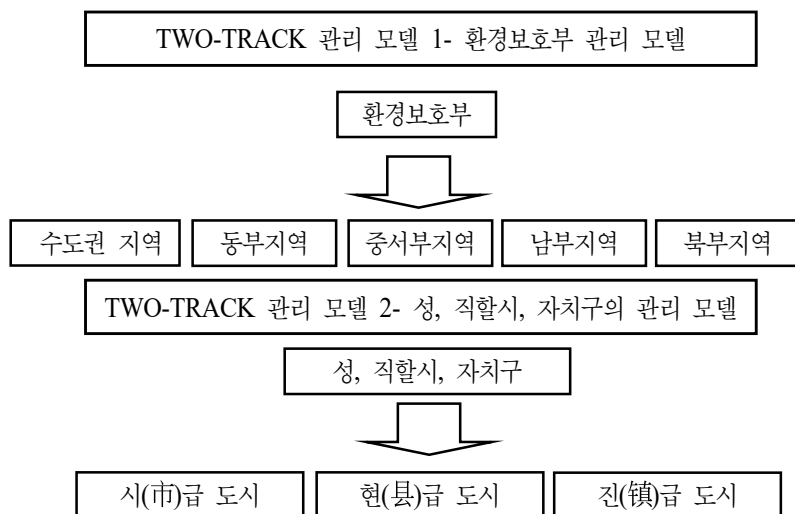 TWO-TRACK 관리 모델 1- 환경보호부 관리 모델
환경보호부
수도권 지역 동부지역 중서부지역 남부지역 북부지역
TWO-TRACK 관리 모델 2- 성, 직할시, 자치구의 관리 모델
성, 직할시, 자치구
시(市)급 도시 현(县)급 도시 진(镇)급 도시